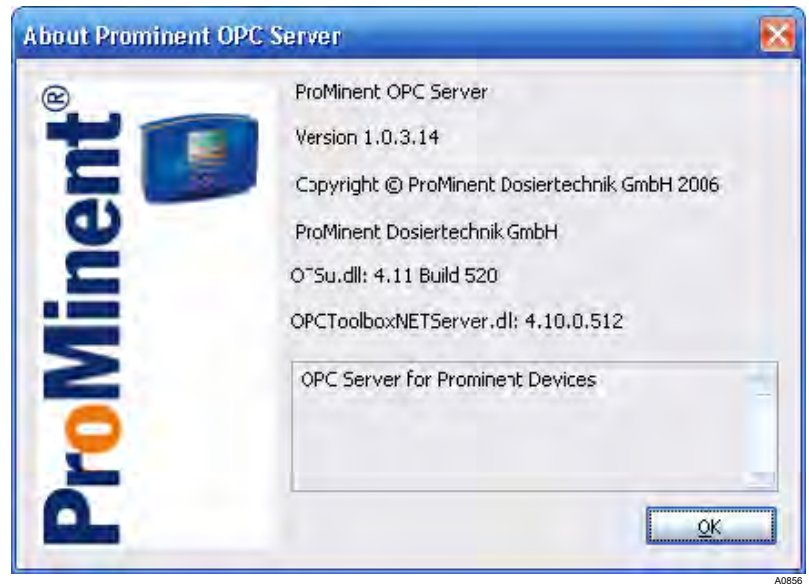 About Prominent OPC Server
ProMinent®
ProMinent OPC Server
Version 1.0.3.14
Copyright © ProMinent Dosiertechnik GmbH 2006
ProMinent Dosiertechnik GmbH
4.11 Build 520
OPCToolboxNETServer.dl: 4.10.0.512
OPC Server for Prominent Devices
OK
A0856